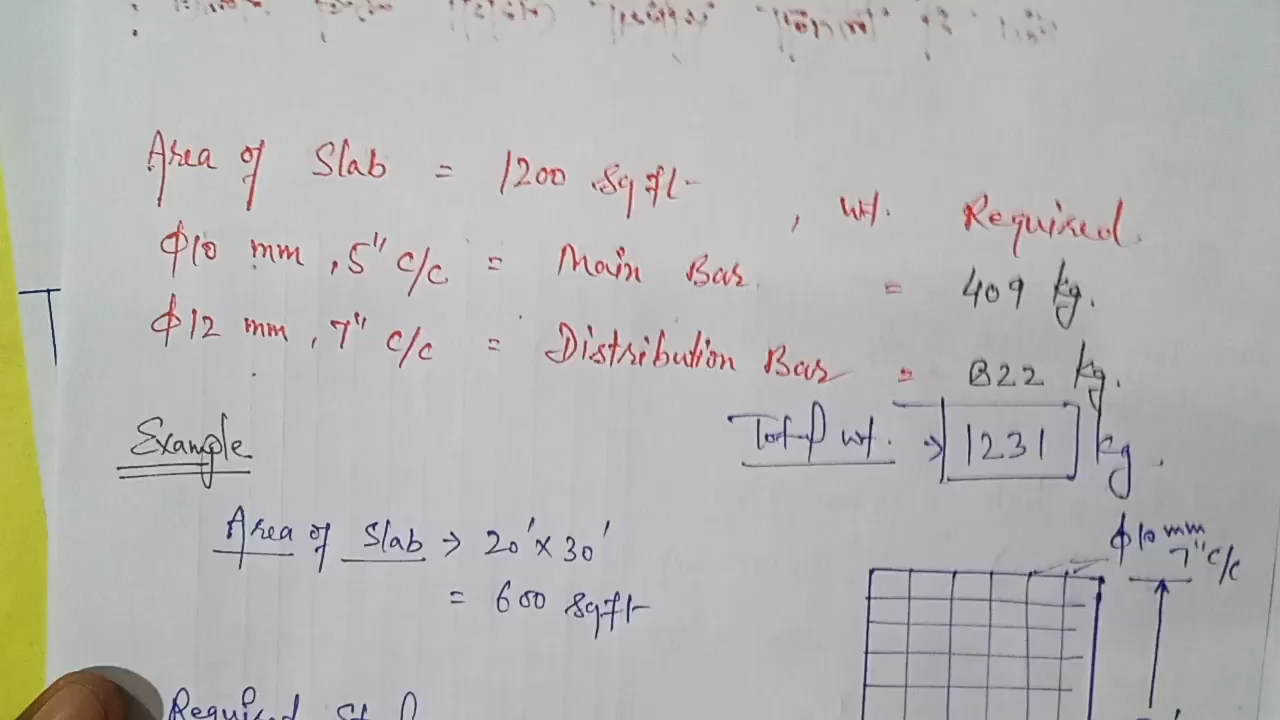 Area of Slab = 1200 Sqft , wt. Required
ϕ10 mm , 5" c/c = Main Bar = 409 kg.
ϕ12 mm , 7" c/c = Distribution Bar = 822 kg.
Total wt. → 1231 kg.
Example
Area of Slab → 20' x 30'
= 600 Sqft
ϕ10 mm
7" c/c
Required